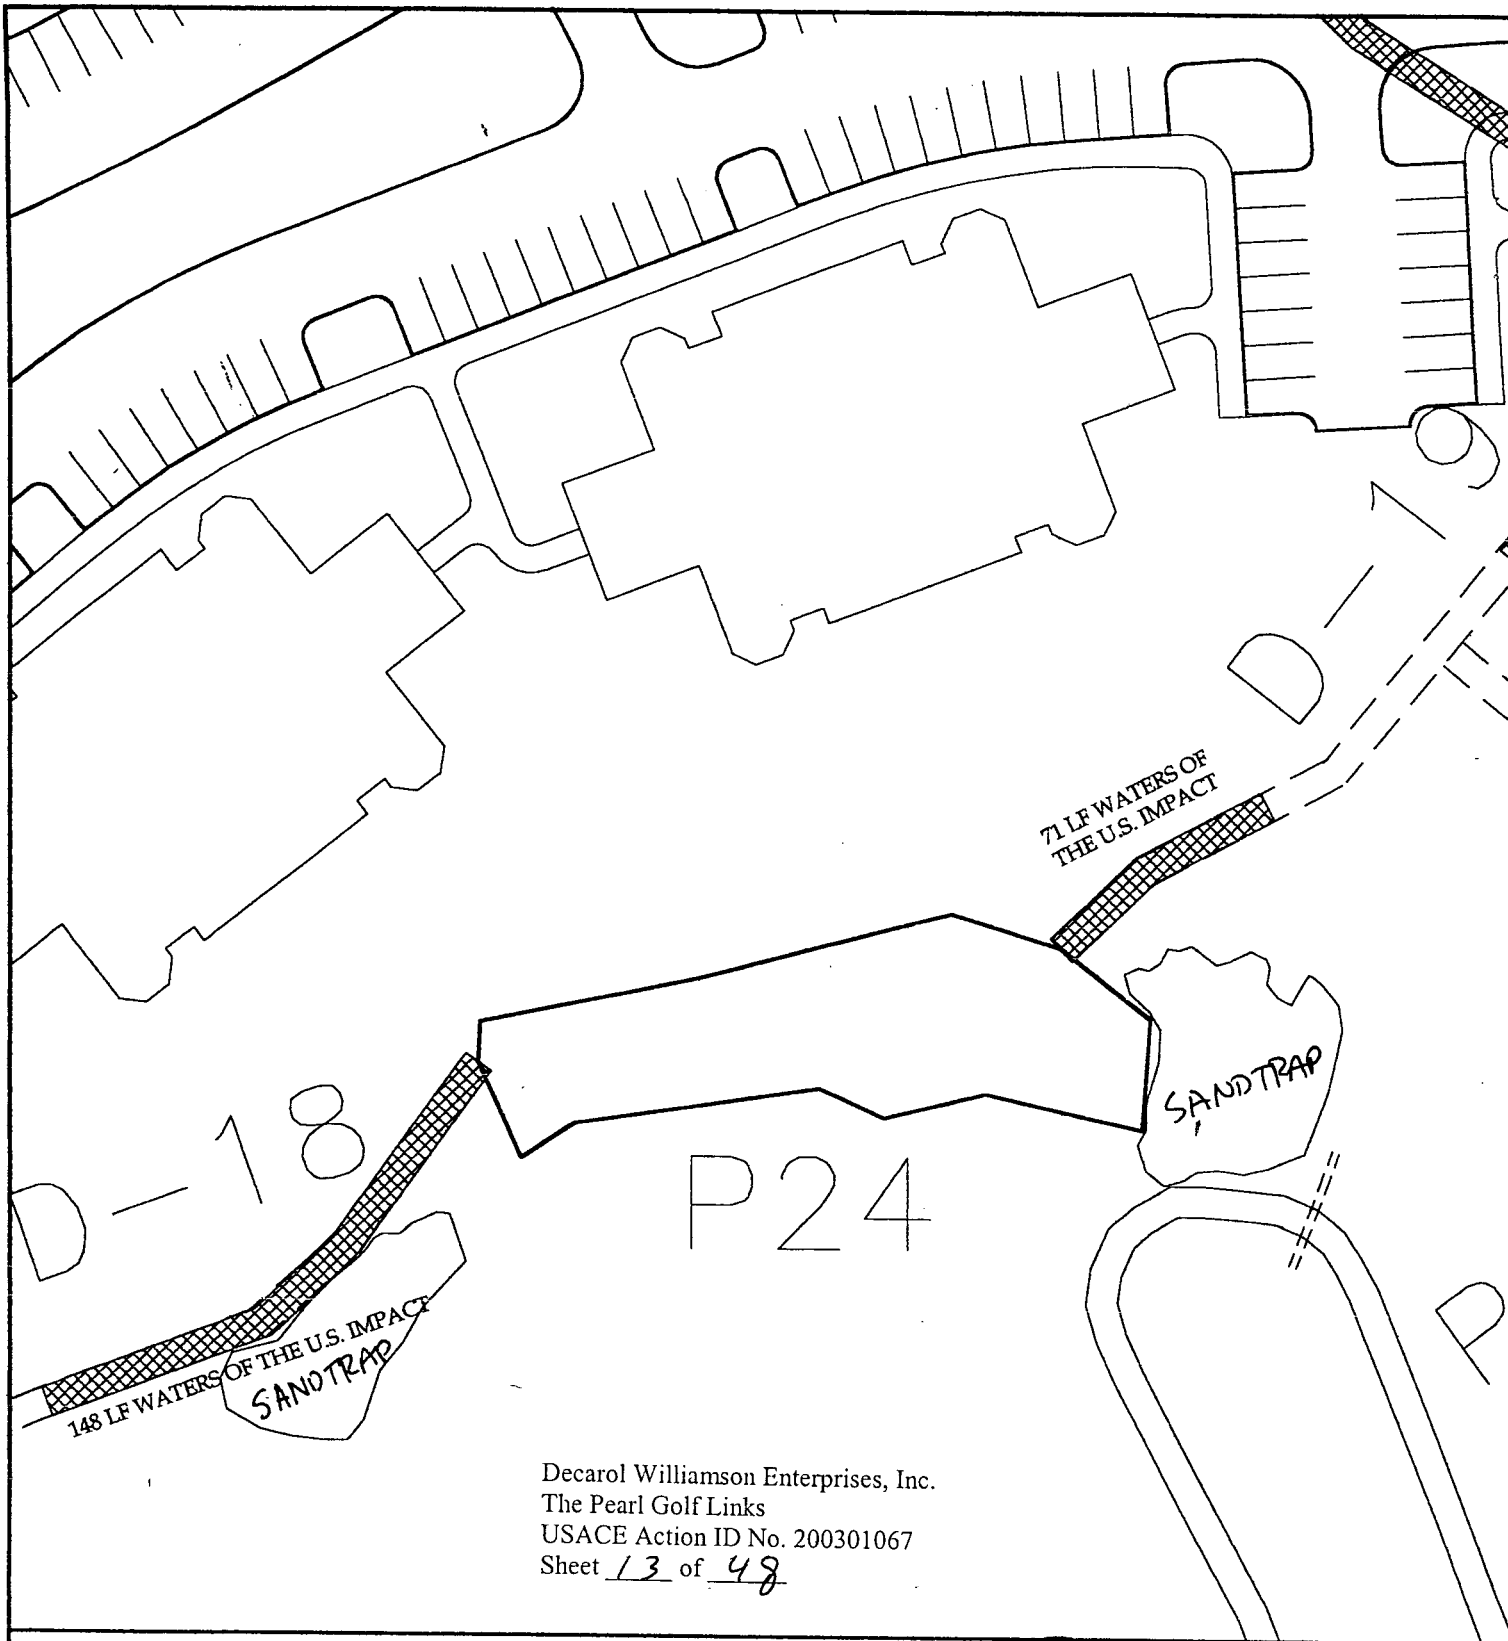 71 LF WATERS OF
THE U.S. IMPACT
SANDTRAP
D-18
P24
148 LF WATERS OF THE U.S. IMPACT
SANDTRAP
P
Decarol Williamson Enterprises, Inc.
The Pearl Golf Links
USACE Action ID No. 200301067
Sheet 13 of 48